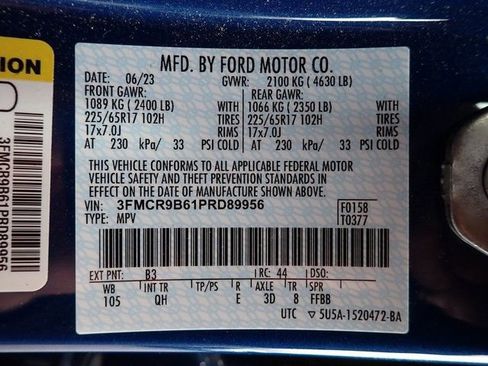 MFD. BY FORD MOTOR CO.
DATE: 06/23 GVWR: 2100 KG ( 4630 LB)
FRONT GAWR: REAR GAWR:
1089 KG ( 2400 LB) WITH 1066 KG ( 2350 LB) WITH
225/65R17 102H TIRES 225/65R17 102H TIRES
17x7.0J RIMS 17x7.0J RIMS
AT 230 kPa/ 33 PSI COLD AT 230 kPa/ 33 PSI COLD
THIS VEHICLE CONFORMS TO ALL APPLICABLE FEDERAL MOTOR
VEHICLE SAFETY AND THEFT PREVENTION STANDARDS
IN EFFECT ON THE DATE OF MANUFACTURE SHOWN ABOVE.
VIN: 3FMCR9B61PRD89956 F0158
TYPE: MPV T0377
EXT PNT: B3 RC: 44 DSO:
WB INT TR TP/PS R AXLE TR SPR
105 QH E 3D 8 FFBB
UTC 5U5A-1520472-BA
TION
3FMCR9B61PRD89956